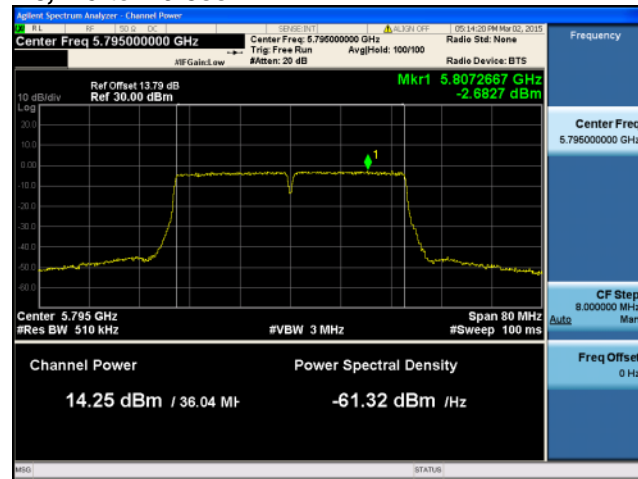 Agilent Spectrum Analyzer - Channel Power
RL RF 50 Ω DC SENSE:INT ALIGN OFF 05:14:20 PM Mar 02, 2015
Center Freq 5.795000000 GHz
Center Freq: 5.795000000 GHz Radio Std: None
Trig: Free Run Avg|Hold: 100/100
#IFGain:Low #Atten: 20 dB Radio Device: BTS
Frequency
Mkr1 5.8072667 GHz
-2.6827 dBm
Ref Offset 13.79 dB
10 dB/div Ref 30.00 dBm
Log
20.0
10.0
0.00
-10.0
-20.0
-30.0
-40.0
-50.0
-60.0
1
Center 5.795 GHz Span 80 MHz
#Res BW 510 kHz #VBW 3 MHz #Sweep 100 ms
Channel Power Power Spectral Density
14.25 dBm / 36.04 MH -61.32 dBm /Hz
Center Freq
5.795000000 GHz
CF Step
8.000000 MHz
Auto Man
Freq Offset
0 Hz
MSG STATUS